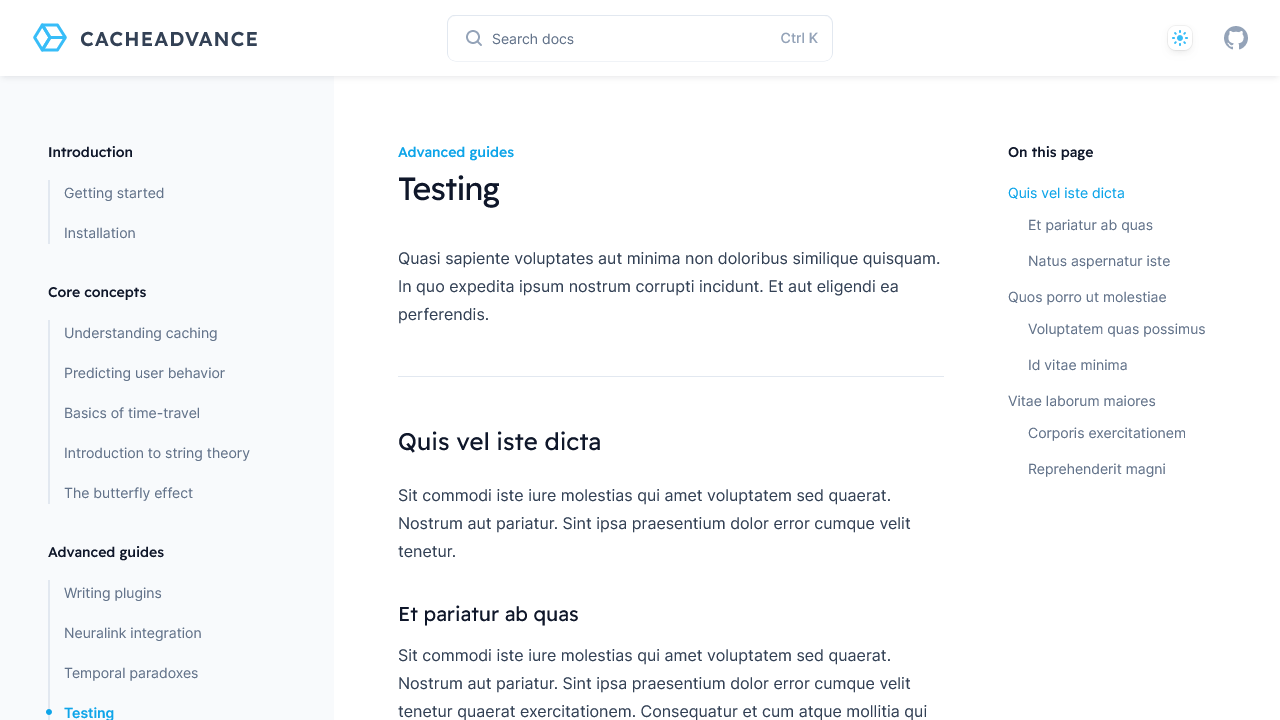 CACHEADVANCE
Search docs
Ctrl K
Introduction
Getting started
Installation
Core concepts
Understanding caching
Predicting user behavior
Basics of time-travel
Introduction to string theory
The butterfly effect
Advanced guides
Writing plugins
Neuralink integration
Temporal paradoxes
Testing
Advanced guides
Testing
Quasi sapiente voluptates aut minima non doloribus similique quisquam.
In quo expedita ipsum nostrum corrupti incidunt. Et aut eligendi ea
perferendis.
Quis vel iste dicta
Sit commodi iste iure molestias qui amet voluptatem sed quaerat.
Nostrum aut pariatur. Sint ipsa praesentium dolor error cumque velit
tenetur.
Et pariatur ab quas
Sit commodi iste iure molestias qui amet voluptatem sed quaerat.
Nostrum aut pariatur. Sint ipsa praesentium dolor error cumque velit
tenetur quaerat exercitationem. Consequatur et cum atque mollitia qui
On this page
Quis vel iste dicta
Et pariatur ab quas
Natus aspernatur iste
Quos porro ut molestiae
Voluptatem quas possimus
Id vitae minima
Vitae laborum maiores
Corporis exercitationem
Reprehenderit magni